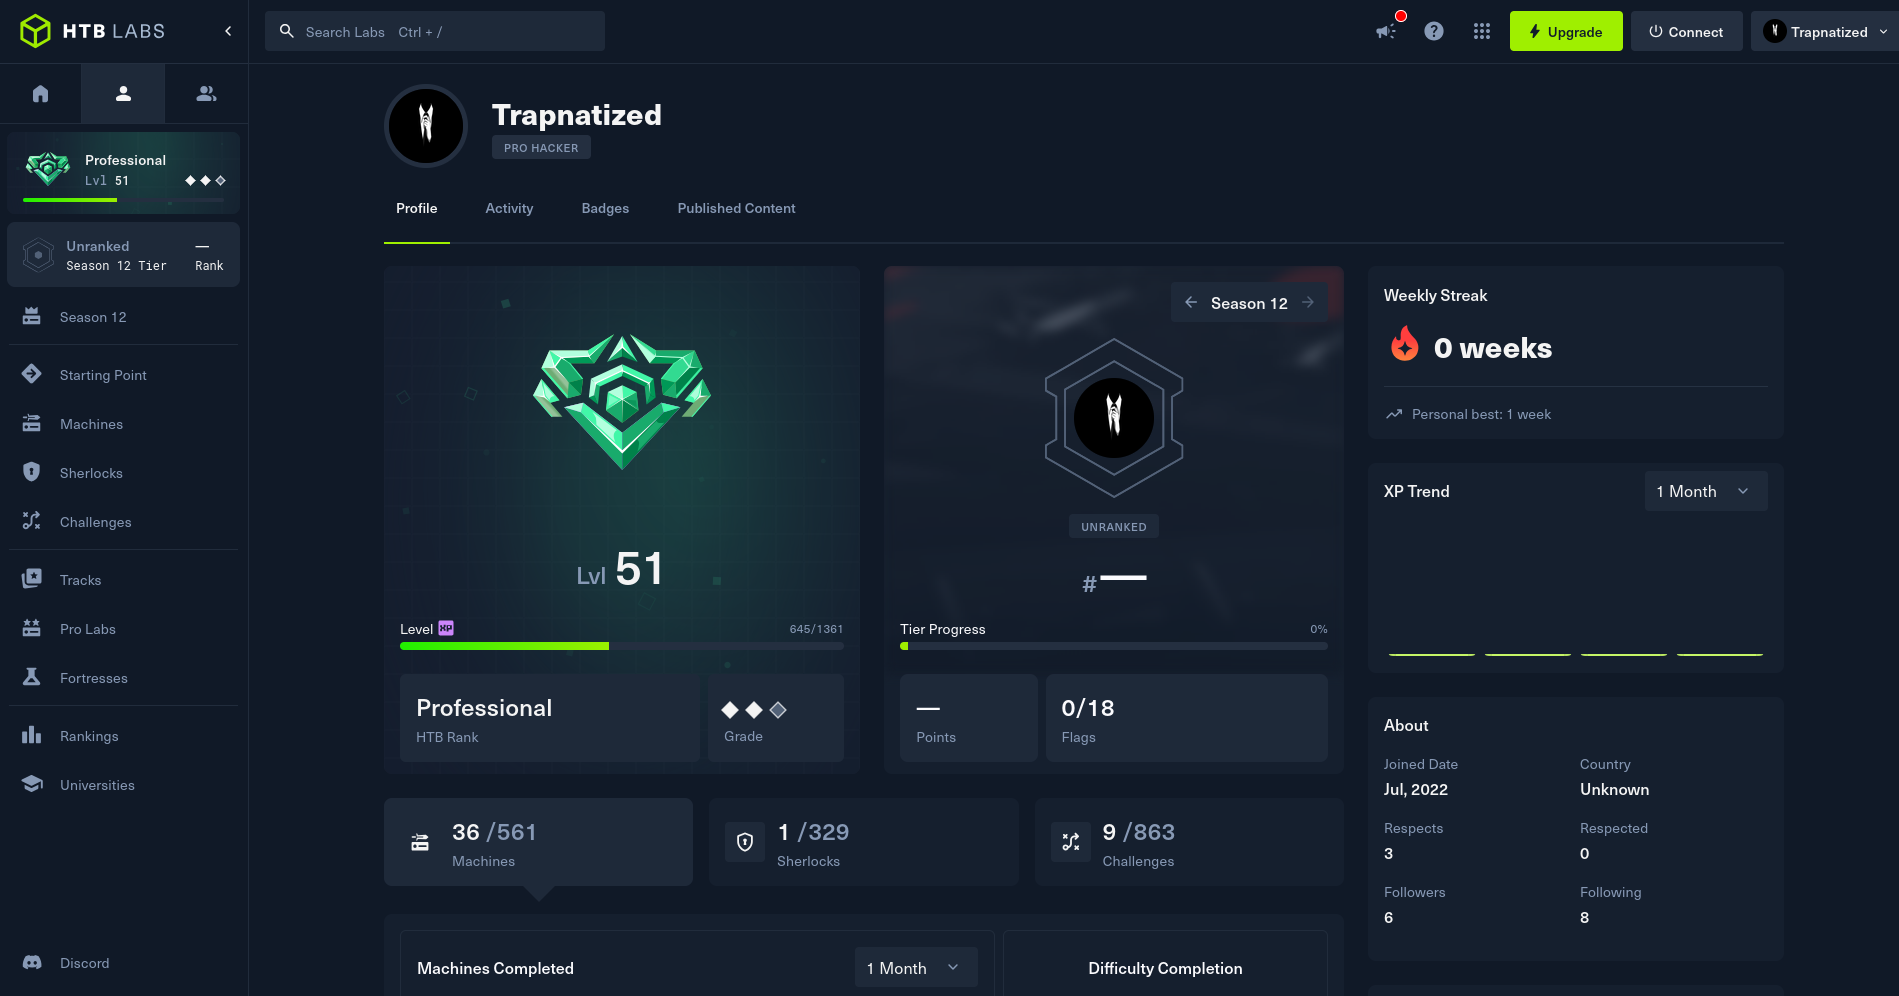 HTB LABS
Search Labs Ctrl + /
Upgrade
Connect
Trapnatized
Professional
Lvl 51
Unranked —
Season 12 Tier Rank
Season 12
Starting Point
Machines
Sherlocks
Challenges
Tracks
Pro Labs
Fortresses
Rankings
Universities
Discord
Trapnatized
PRO HACKER
Profile Activity Badges Published Content
Lvl 51
Level XP 645/1361
Professional
HTB Rank
Grade
Season 12
UNRANKED
#—
Tier Progress 0%
—
Points
0/18
Flags
Weekly Streak
0 weeks
Personal best: 1 week
XP Trend 1 Month
About
Joined Date Country
Jul, 2022 Unknown
Respects Respected
3 0
Followers Following
6 8
36 /561
Machines
1 /329
Sherlocks
9 /863
Challenges
Machines Completed 1 Month
Difficulty Completion